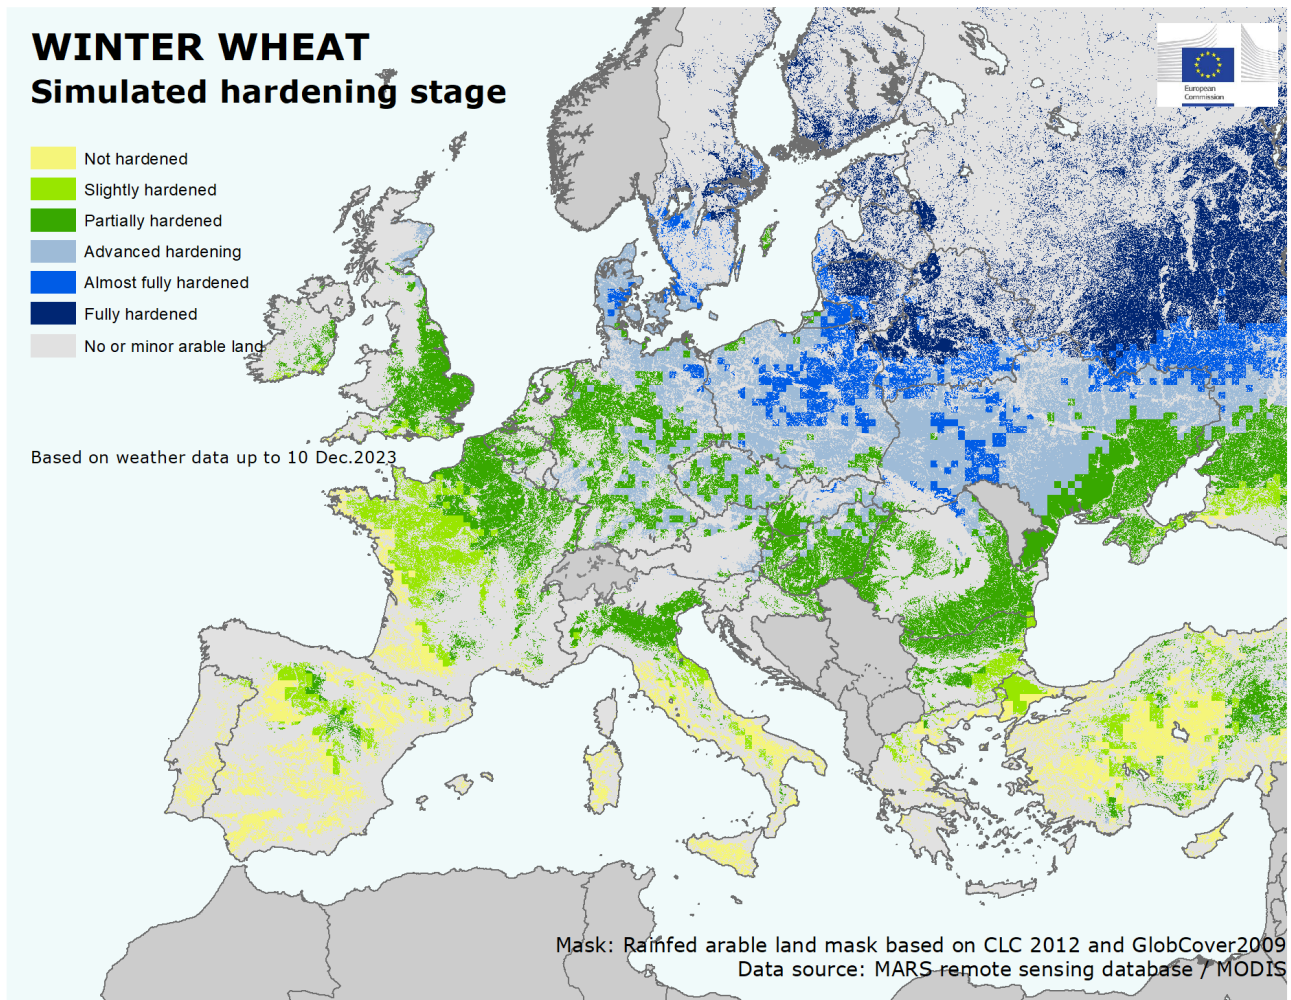 WINTER WHEAT
Simulated hardening stage
Not hardened
Slightly hardened
Partially hardened
Advanced hardening
Almost fully hardened
Fully hardened
No or minor arable land
Based on weather data up to 10 Dec.2023
European
Commission
Mask: Rainfed arable land mask based on CLC 2012 and GlobCover2009
Data source: MARS remote sensing database / MODIS